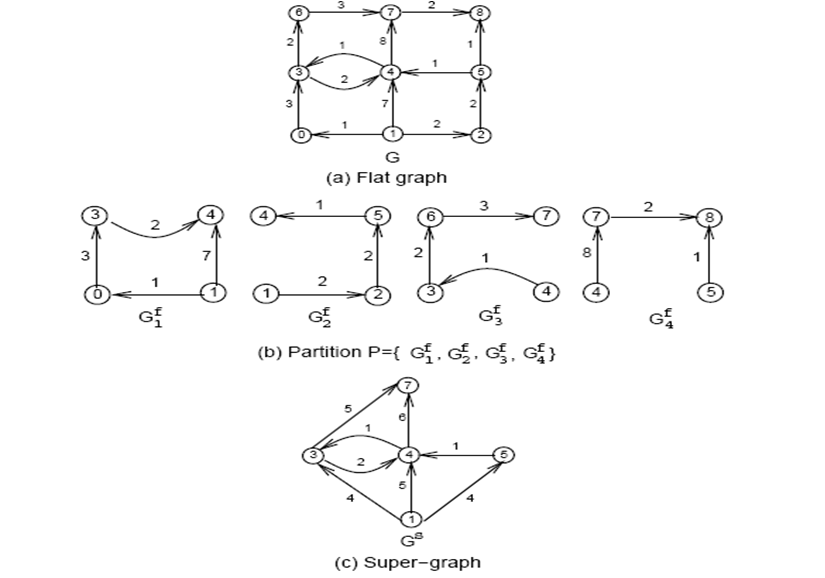 6 3 7 2 8
2 1 8 1
3 2 4 1 5
3 7 2
0 1 1 2 2
G
(a) Flat graph
3 2 4 4 1 5 6 3 7 7 2 8
3 7 2 2 1 8 1
0 1 1 1 2 2 3 4 4 5
G₁ᶠ G₂ᶠ G₃ᶠ G₄ᶠ
(b) Partition P={ G₁ᶠ, G₂ᶠ, G₃ᶠ, G₄ᶠ }
7
5 6
1 1
3 2 4 5
4 5 4
1
Gˢ
(c) Super-graph